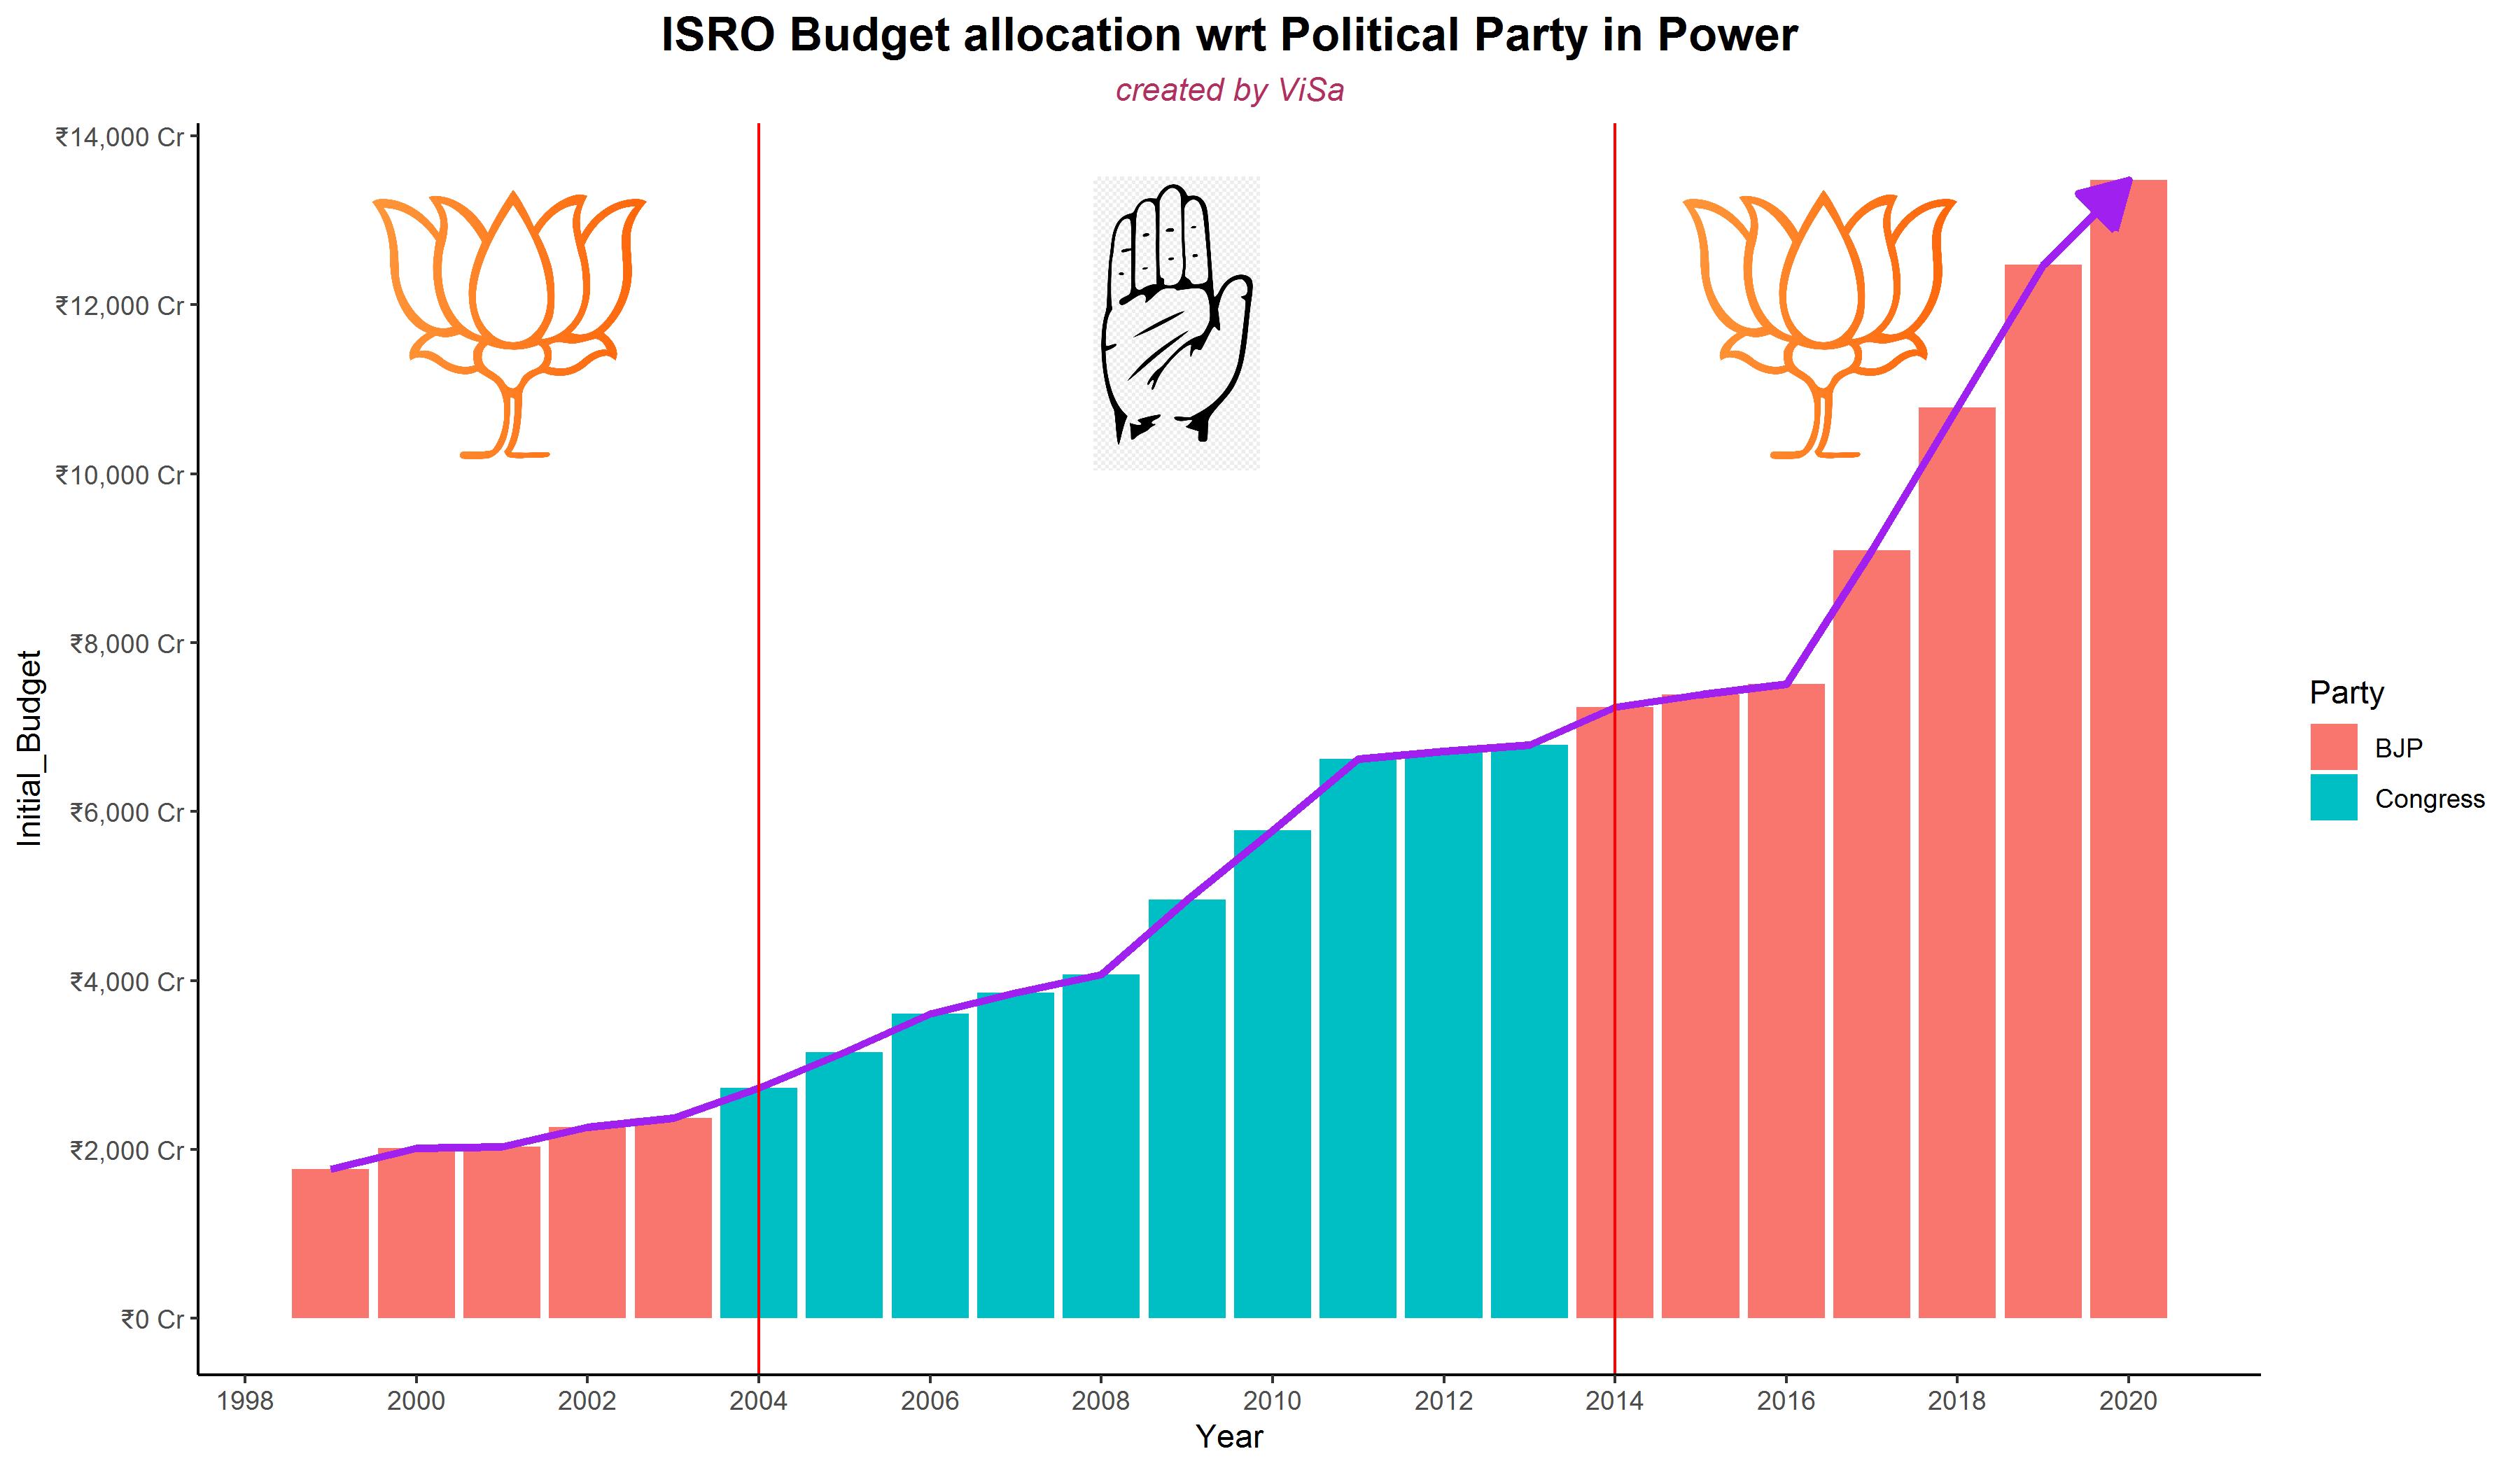 ISRO Budget allocation wrt Political Party in Power
created by ViSa
₹14,000 Cr
₹12,000 Cr
₹10,000 Cr
₹8,000 Cr
₹6,000 Cr
₹4,000 Cr
₹2,000 Cr
₹0 Cr
Initial_Budget
1998 2000 2002 2004 2006 2008 2010 2012 2014 2016 2018 2020
Year
Party
BJP
Congress